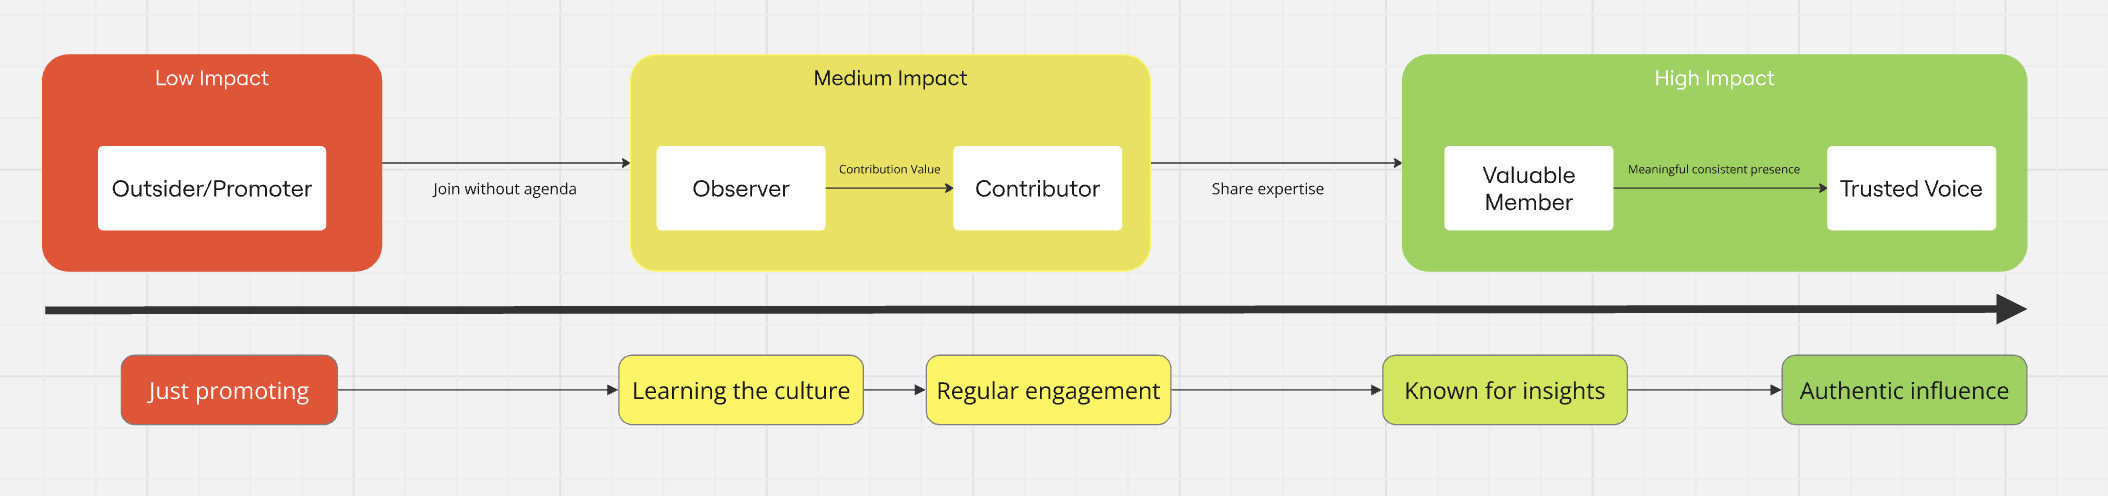 Low Impact
Outsider/Promoter
Join without agenda
Medium Impact
Observer
Contribution Value
Contributor
Share expertise
High Impact
Valuable
Member
Meaningful consistent presence
Trusted Voice
Just promoting
Learning the culture
Regular engagement
Known for insights
Authentic influence